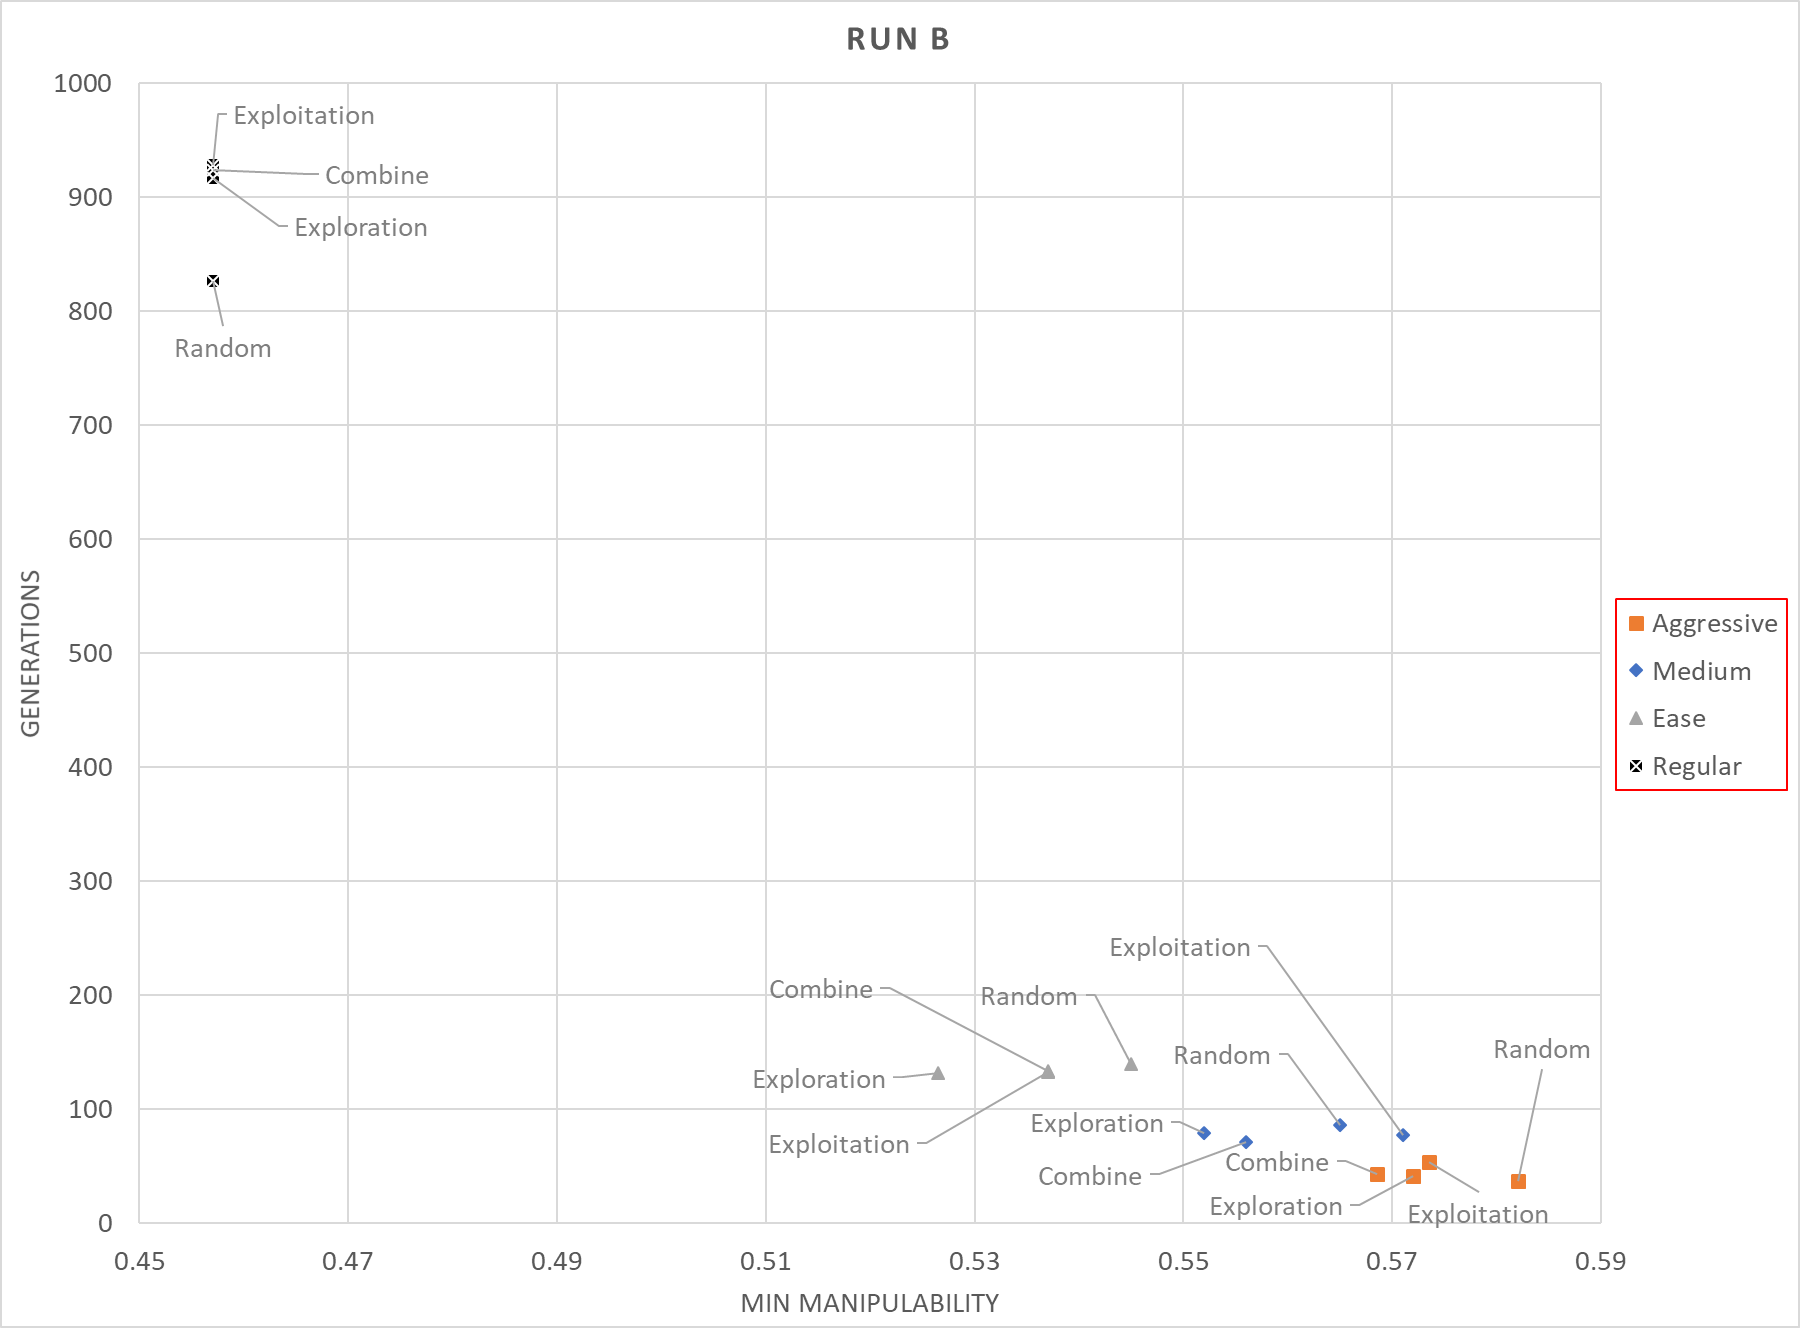 RUN B
1000
900
800
700
600
500
400
300
200
100
0
GENERATIONS
Exploitation
Combine
Exploration
Random
Exploitation
Combine
Random
Exploration
Exploitation
Random
Exploration
Combine
Random
Combine
Exploration
Exploitation
0.45
0.47
0.49
0.51
0.53
0.55
0.57
0.59
MIN MANIPULABILITY
Aggressive
Medium
Ease
Regular